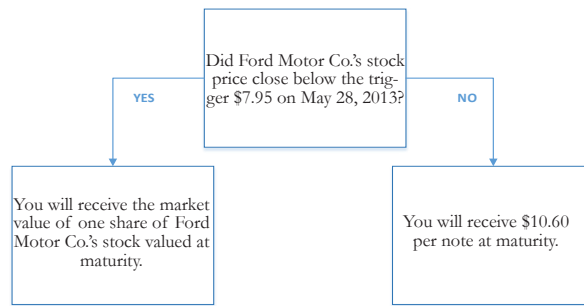 Did Ford Motor Co.'s stock
price close below the trig-
ger $7.95 on May 28, 2013?
YES
NO
You will receive the market
value of one share of Ford
Motor Co.'s stock valued at
maturity.
You will receive $10.60
per note at maturity.